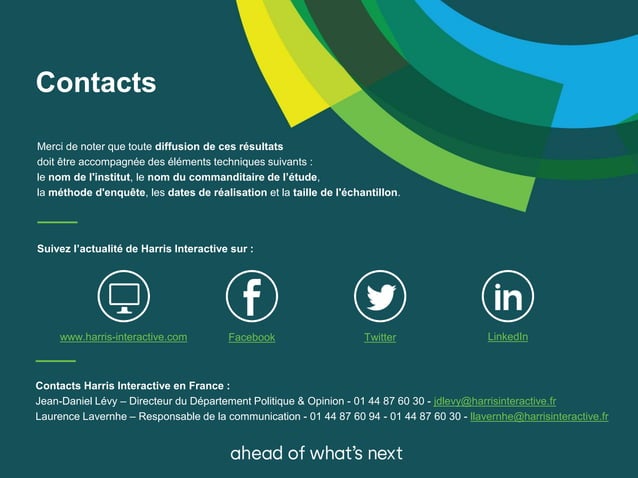 Contacts
Merci de noter que toute diffusion de ces résultats
doit être accompagnée des éléments techniques suivants :
le nom de l'institut, le nom du commanditaire de l'étude,
la méthode d'enquête, les dates de réalisation et la taille de l'échantillon.
Suivez l'actualité de Harris Interactive sur :
www.harris-interactive.com Facebook Twitter LinkedIn
Contacts Harris Interactive en France :
Jean-Daniel Lévy – Directeur du Département Politique & Opinion - 01 44 87 60 30 - jdlevy@harrisinteractive.fr
Laurence Lavernhe – Responsable de la communication - 01 44 87 60 94 - 01 44 87 60 30 - llavernhe@harrisinteractive.fr
ahead of what's next